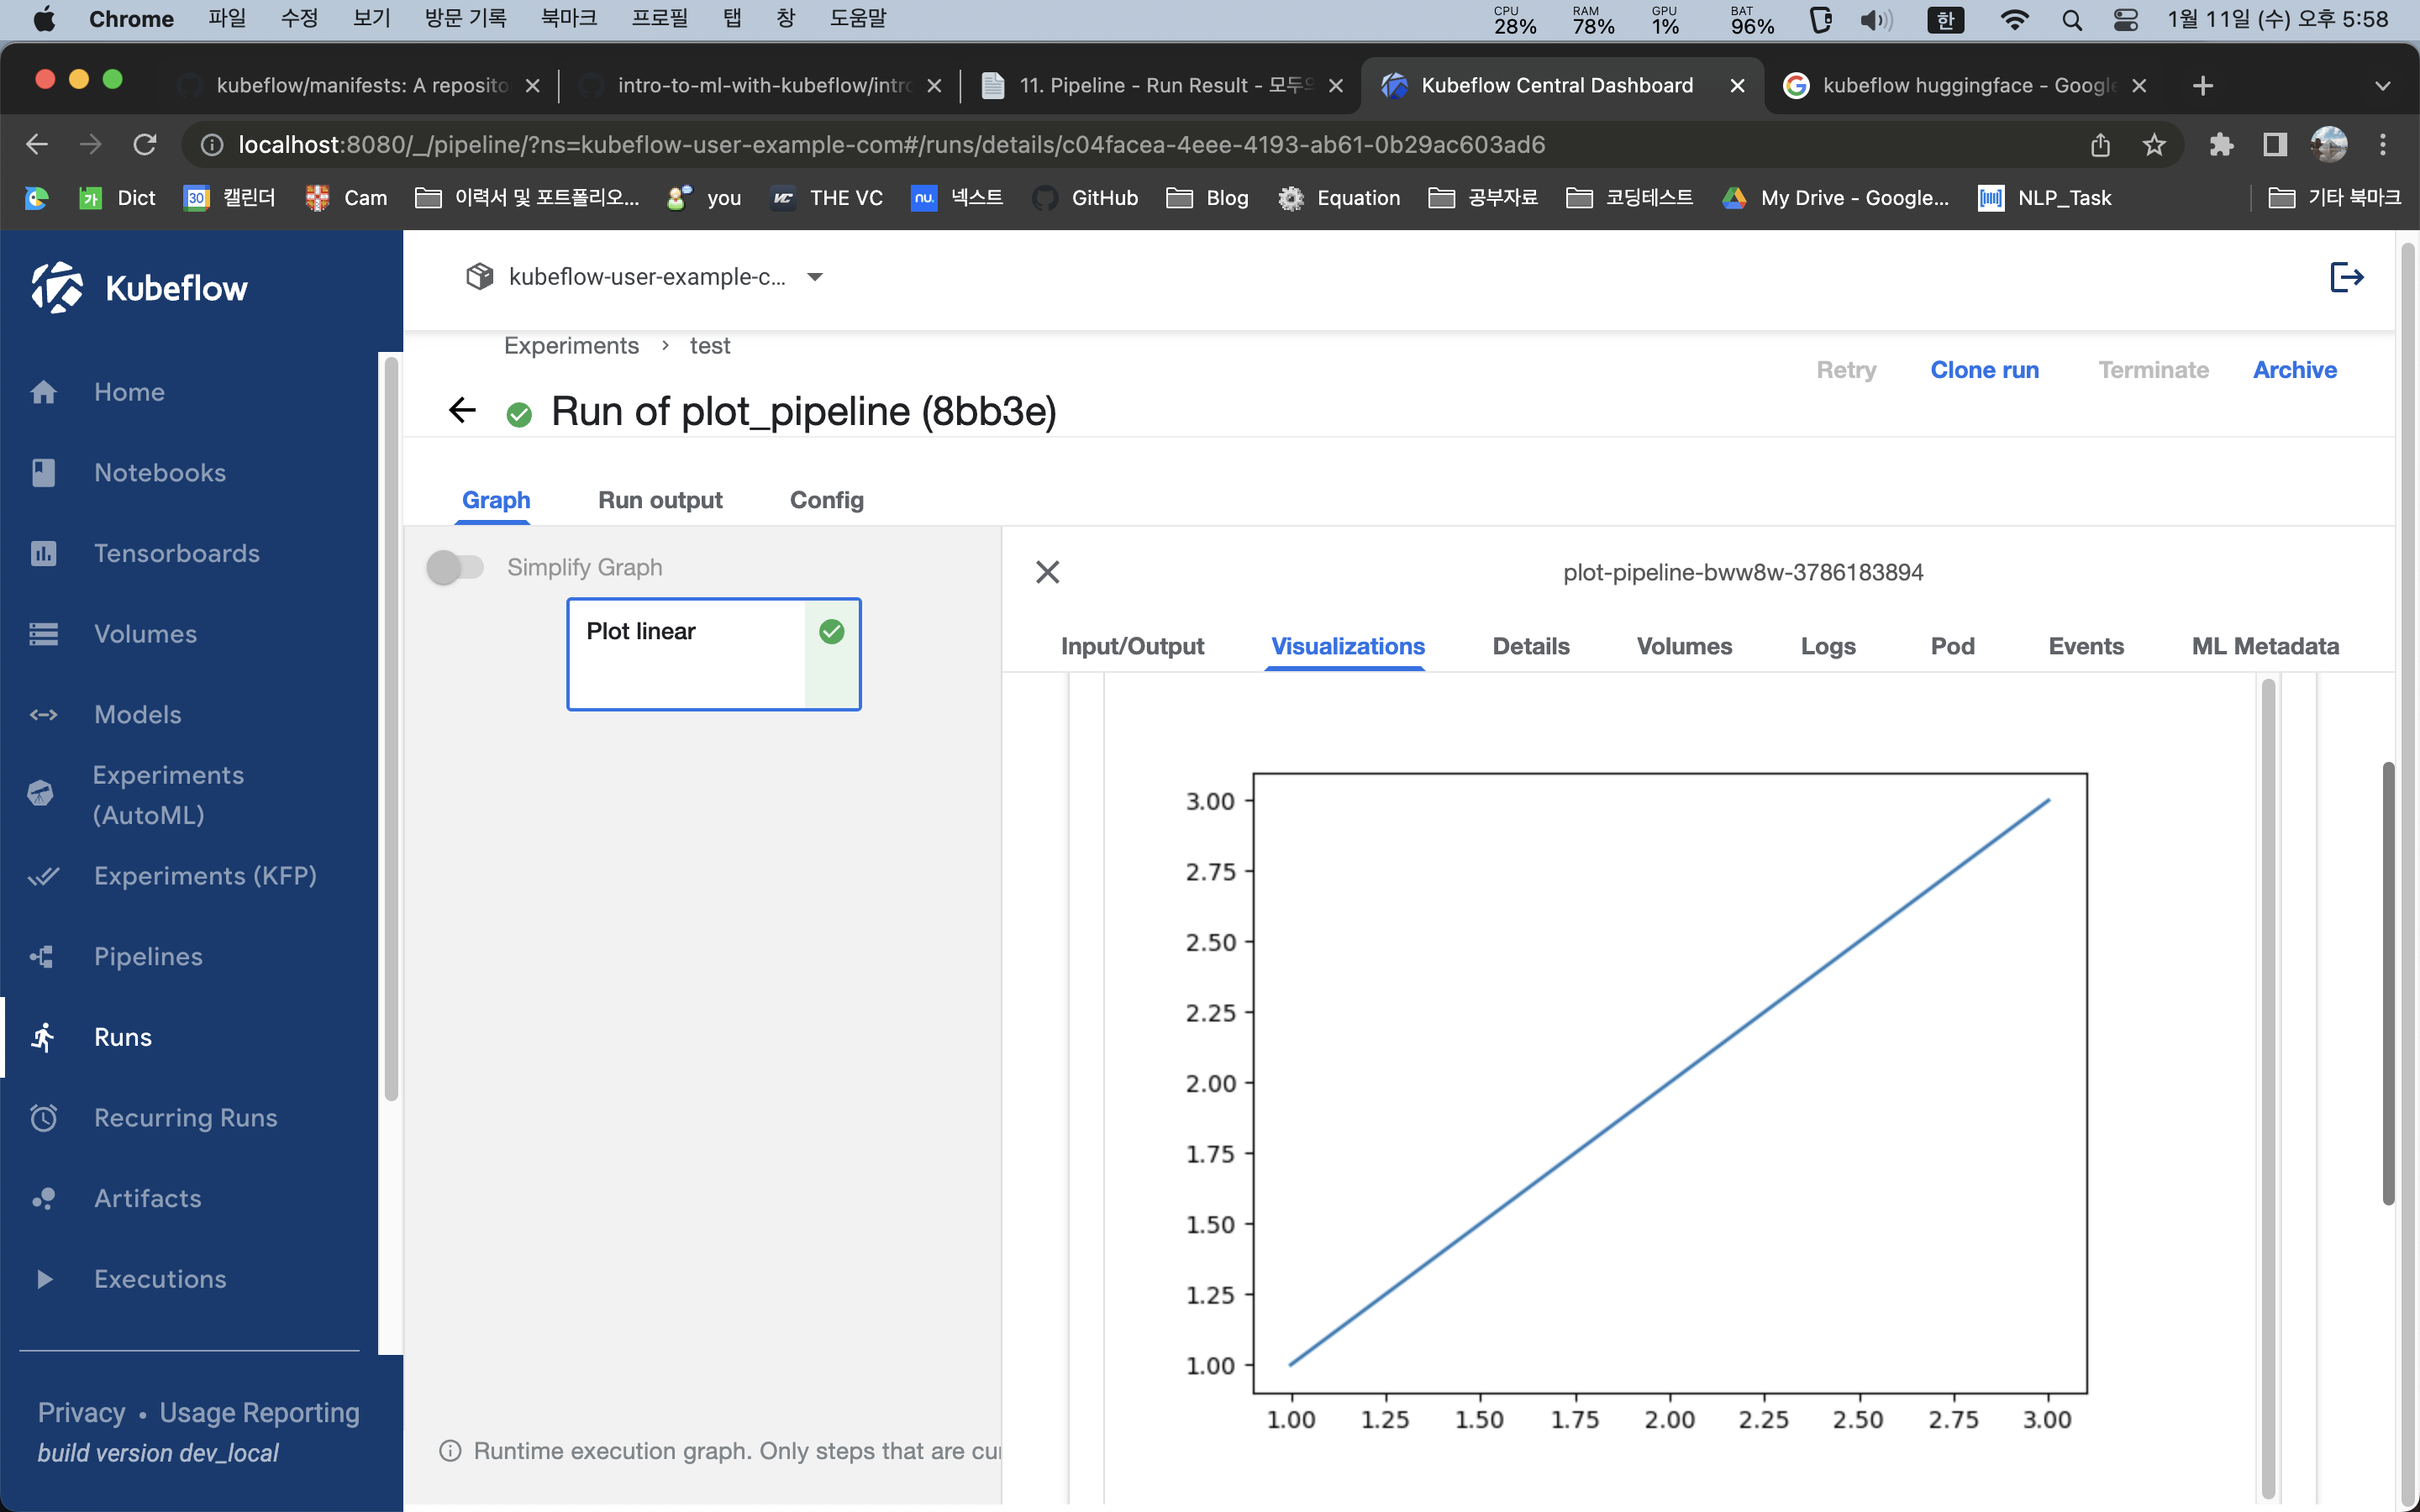 Chrome 파일 수정 보기 방문 기록 북마크 프로필 탭 창 도움말 CPU 28% RAM 78% GPU 1% BAT 96% 한 1월 11일 (수) 오후 5:58
kubeflow/manifests: A reposito intro-to-ml-with-kubeflow/intro 11. Pipeline - Run Result - 모두의 Kubeflow Central Dashboard kubeflow huggingface - Google
localhost:8080/_/pipeline/?ns=kubeflow-user-example-com#/runs/details/c04facea-4eee-4193-ab61-0b29ac603ad6
Dict 30 캘린더 Cam 이력서 및 포트폴리오... you VC THE VC nu. 넥스트 GitHub Blog Equation 공부자료 코딩테스트 My Drive - Google... NLP_Task 기타 북마크
Kubeflow
kubeflow-user-example-c...
Home
Notebooks
Tensorboards
Volumes
Models
Experiments
(AutoML)
Experiments (KFP)
Pipelines
Runs
Recurring Runs
Artifacts
Executions
Privacy • Usage Reporting
build version dev_local
Experiments > test
Retry Clone run Terminate Archive
Run of plot_pipeline (8bb3e)
Graph Run output Config
Simplify Graph
Plot linear
Runtime execution graph. Only steps that are cur
plot-pipeline-bww8w-3786183894
Input/Output Visualizations Details Volumes Logs Pod Events ML Metadata
3.00
2.75
2.50
2.25
2.00
1.75
1.50
1.25
1.00
1.00 1.25 1.50 1.75 2.00 2.25 2.50 2.75 3.00